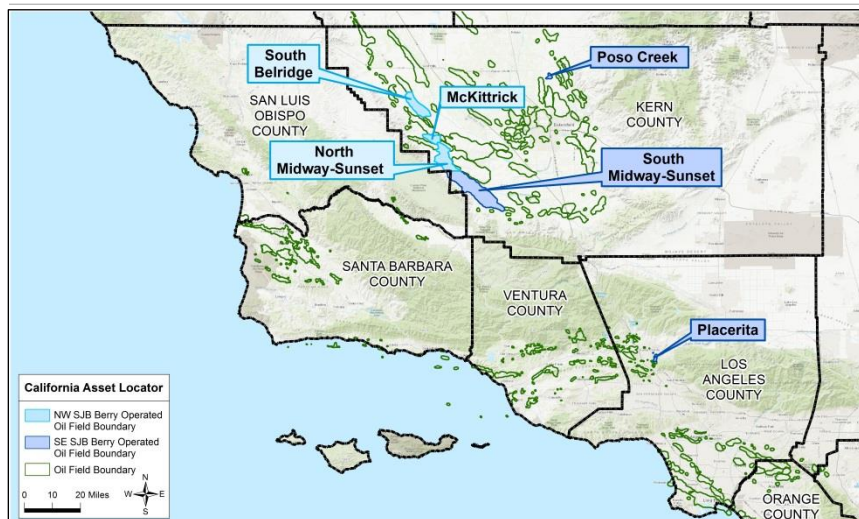 South
Belridge
Poso Creek
McKittrick
SAN LUIS
OBISPO
COUNTY
KERN
COUNTY
North
Midway-Sunset
South
Midway-Sunset
SANTA BARBARA
COUNTY
VENTURA
COUNTY
Placerita
LOS
ANGELES
COUNTY
ORANGE
COUNTY
California Asset Locator
NW SJB Berry Operated
Oil Field Boundary
SE SJB Berry Operated
Oil Field Boundary
Oil Field Boundary
0 10 20 Miles
N
W E
S